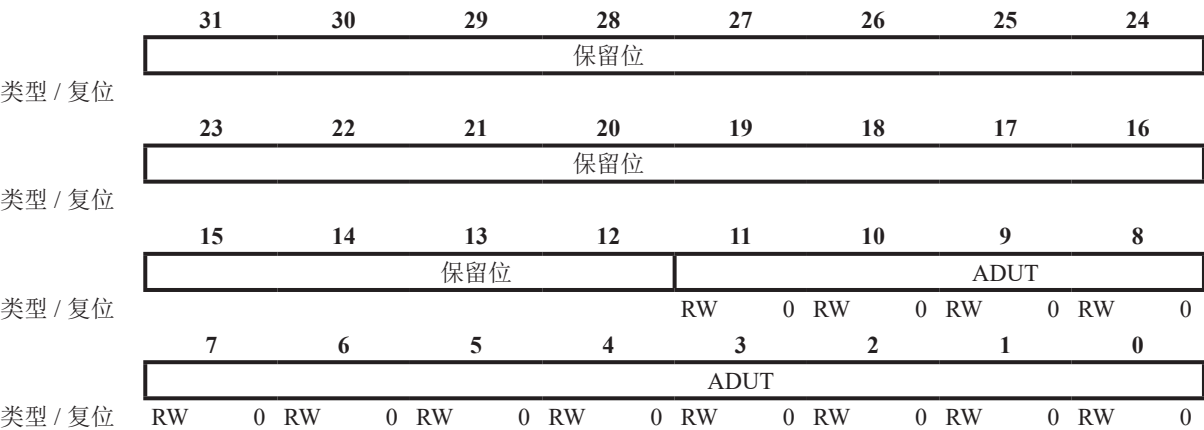 31 30 29 28 27 26 25 24
保留位
类型 / 复位
23 22 21 20 19 18 17 16
保留位
类型 / 复位
15 14 13 12 11 10 9 8
保留位 ADUT
类型 / 复位 RW 0 RW 0 RW 0 RW 0
7 6 5 4 3 2 1 0
ADUT
类型 / 复位 RW 0 RW 0 RW 0 RW 0 RW 0 RW 0 RW 0 RW 0